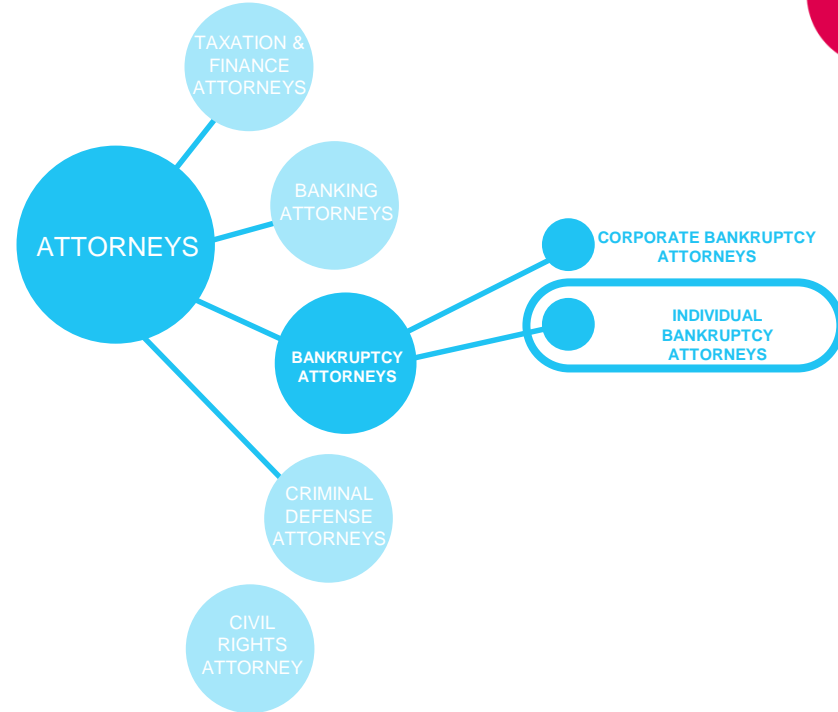 TAXATION &
FINANCE
ATTORNEYS
BANKING
ATTORNEYS
ATTORNEYS
CORPORATE BANKRUPTCY
ATTORNEYS
INDIVIDUAL
BANKRUPTCY
ATTORNEYS
BANKRUPTCY
ATTORNEYS
CRIMINAL
DEFENSE
ATTORNEYS
CIVIL
RIGHTS
ATTORNEY